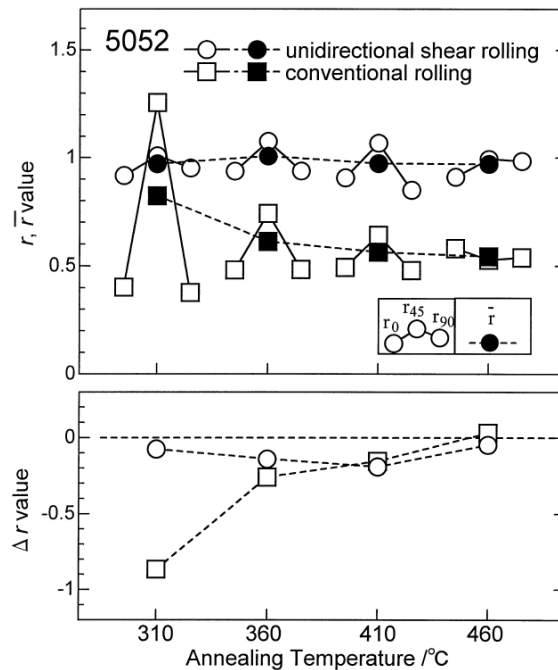 5052
unidirectional shear rolling
conventional rolling
1.5
1
0.5
0
r, r̄ value
r₀ r₄₅ r₉₀ r̄
0
-0.5
-1
Δ r value
310 360 410 460
Annealing Temperature /°C